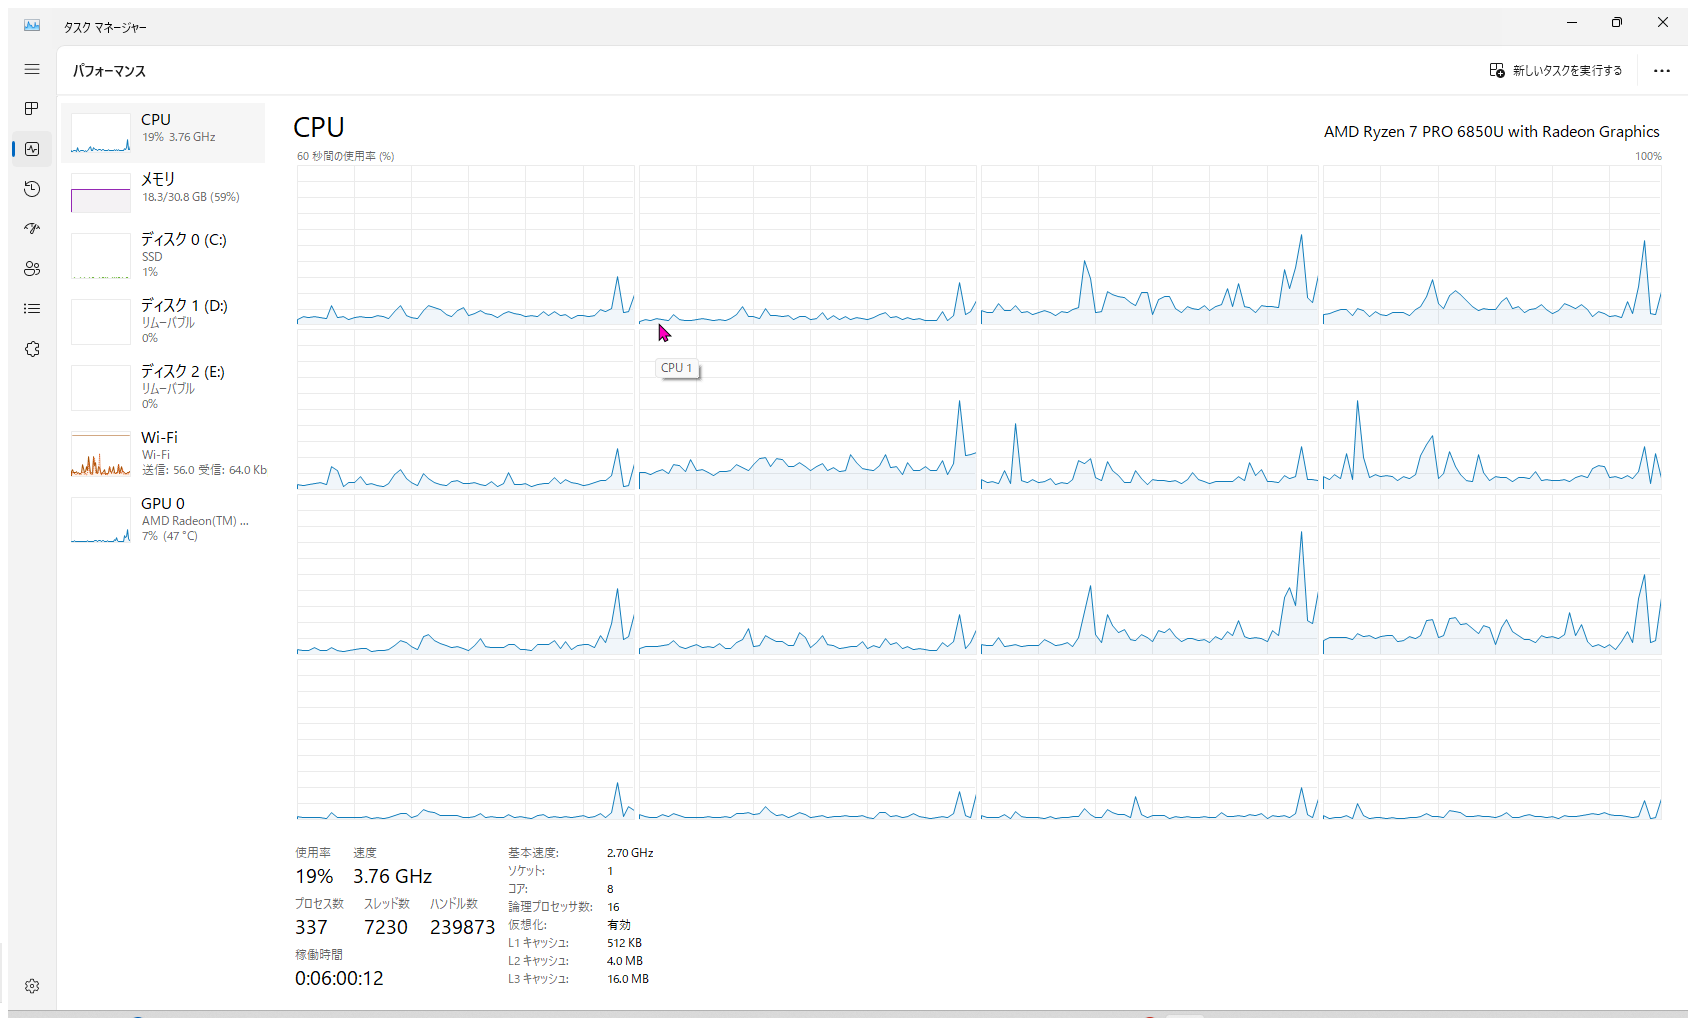 タスク マネージャー
パフォーマンス
新しいタスクを実行する
CPU
19% 3.76 GHz
メモリ
18.3/30.8 GB (59%)
ディスク 0 (C:)
SSD
1%
ディスク 1 (D:)
リムーバブル
0%
ディスク 2 (E:)
リムーバブル
0%
Wi-Fi
Wi-Fi
送信: 56.0 受信: 64.0 Kb
GPU 0
AMD Radeon(TM) ...
7% (47 °C)
CPU
AMD Ryzen 7 PRO 6850U with Radeon Graphics
60 秒間の使用率 (%)
100%
CPU 1
使用率 速度
19% 3.76 GHz
プロセス数 スレッド数 ハンドル数
337 7230 239873
稼働時間
0:06:00:12
基本速度: 2.70 GHz
ソケット: 1
コア: 8
論理プロセッサ数: 16
仮想化: 有効
L1 キャッシュ: 512 KB
L2 キャッシュ: 4.0 MB
L3 キャッシュ: 16.0 MB